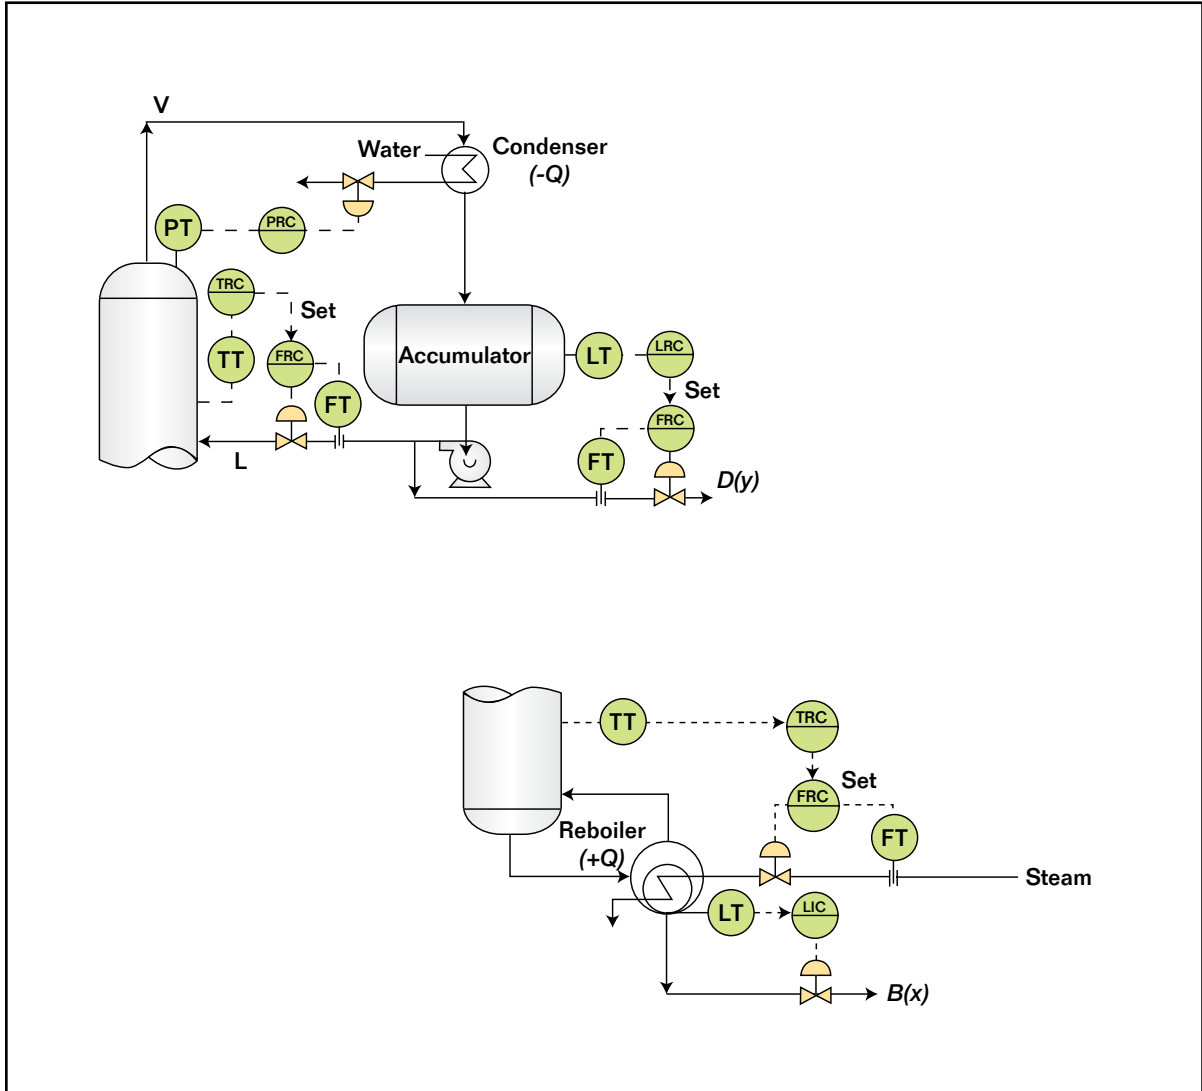 V
Water
Condenser
(-Q)
PT
PRC
TRC
Set
TT
FRC
FT
L
Accumulator
LT
LRC
Set
FRC
FT
D(y)
TT
TRC
Set
FRC
FT
Reboiler
(+Q)
Steam
LT
LIC
B(x)